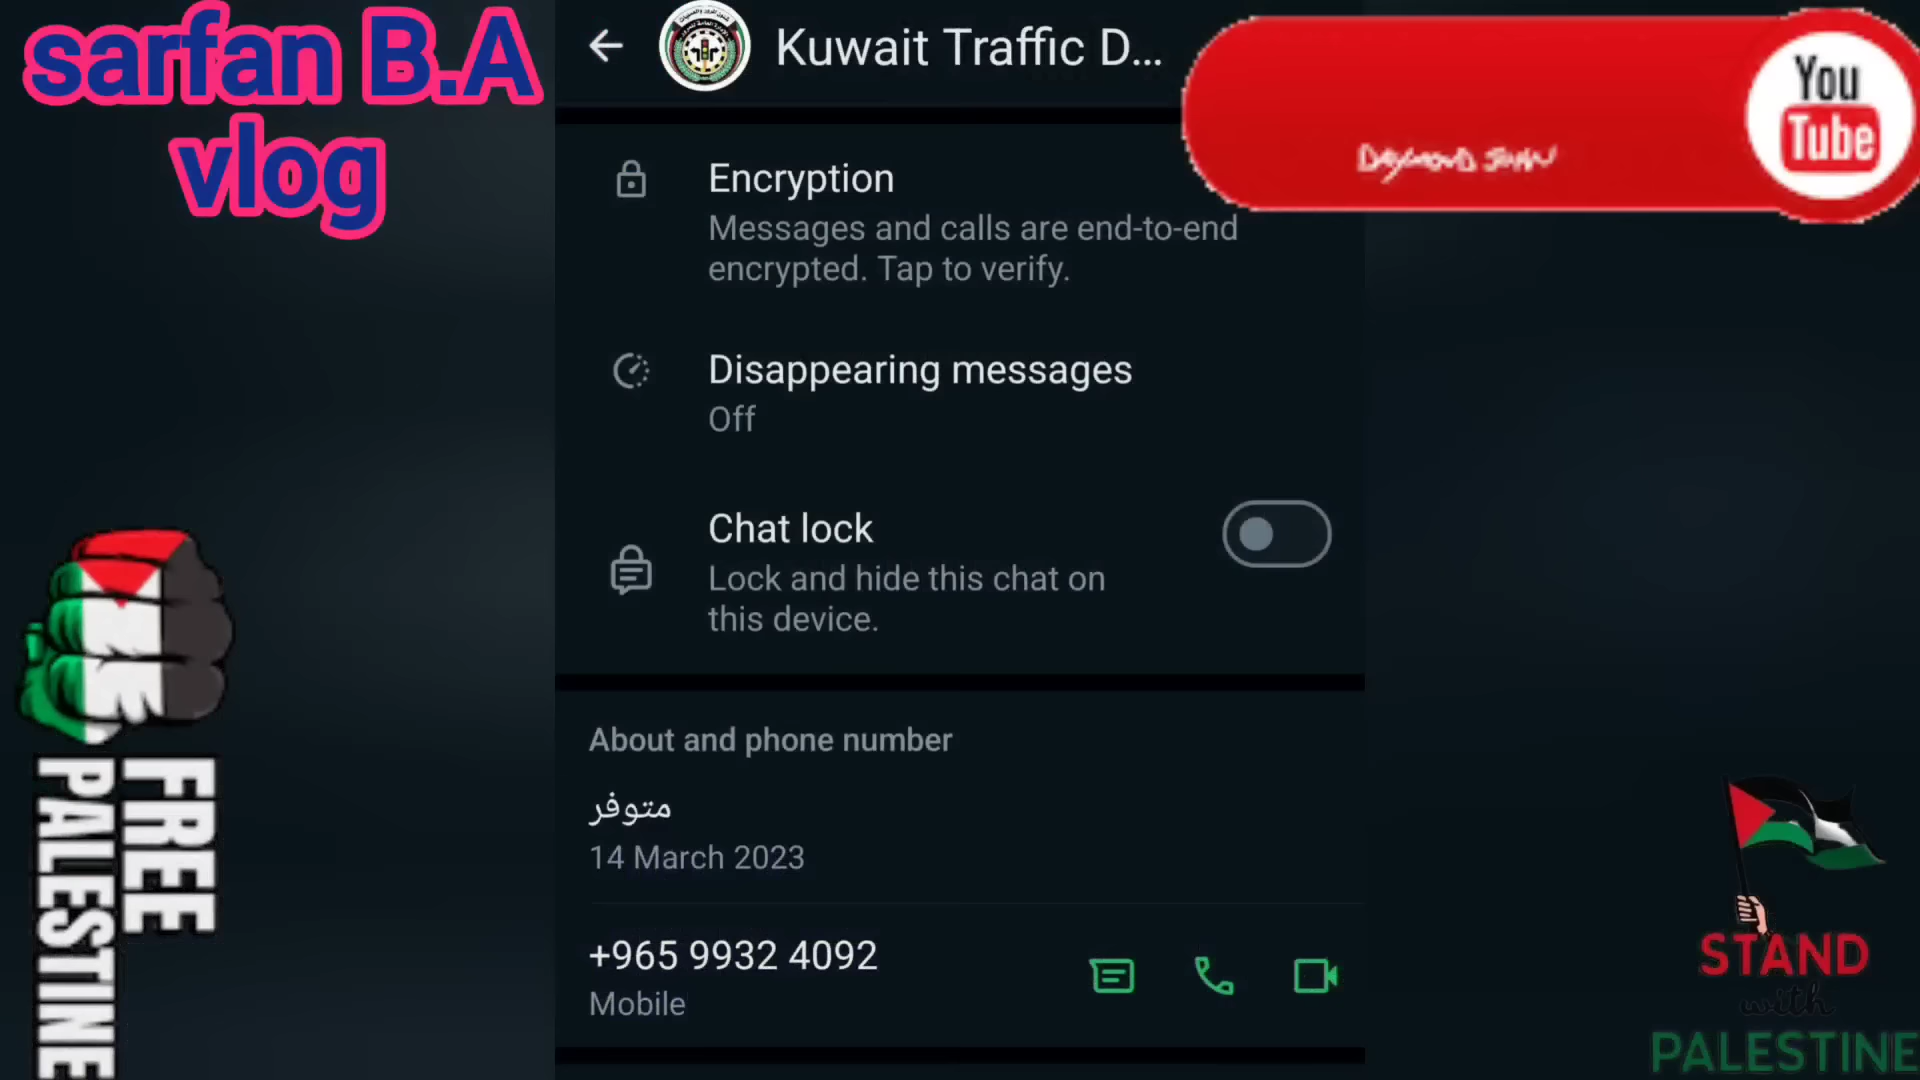 sarfan B.A
vlog
Kuwait Traffic D...
You
Tube
Encryption
Messages and calls are end-to-end
encrypted. Tap to verify.
Disappearing messages
Off
Chat lock
Lock and hide this chat on
this device.
About and phone number
متوفر
14 March 2023
+965 9932 4092
Mobile
FREE
PALESTINE
STAND
with
PALESTINE